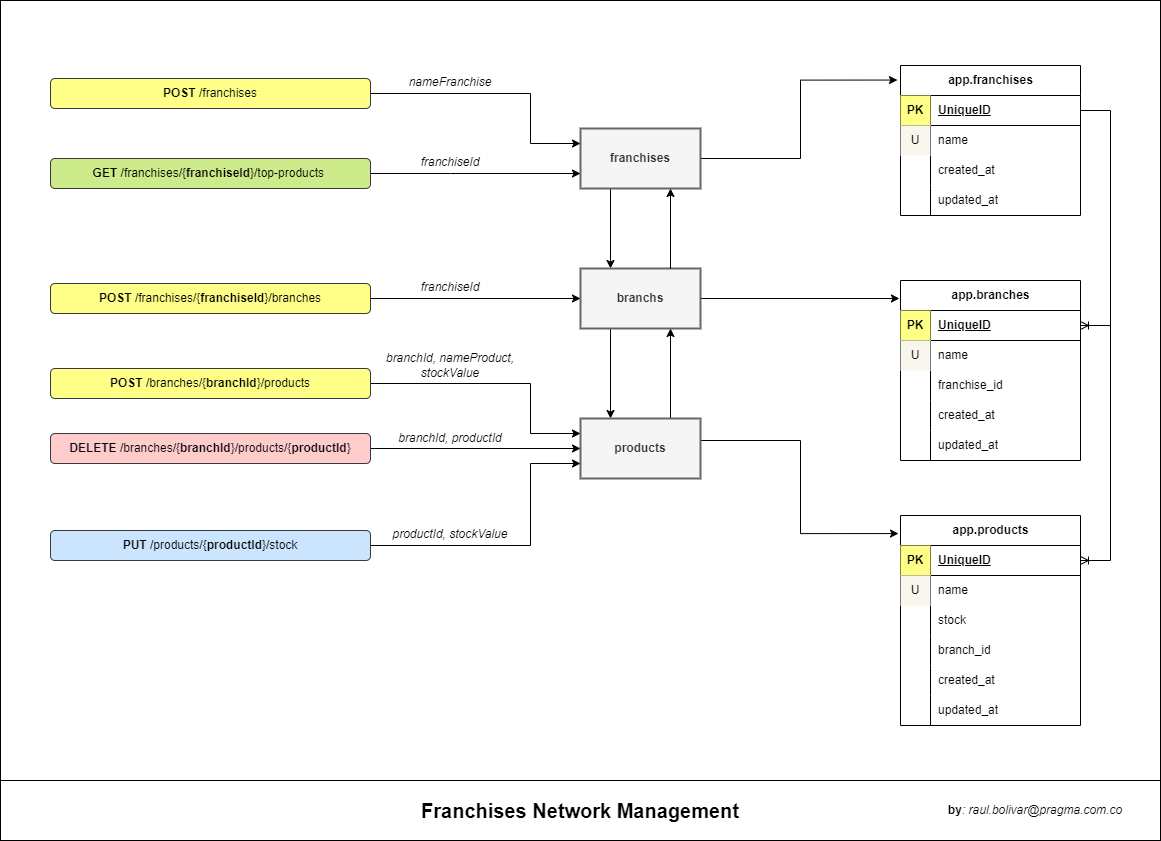 POST /franchises
nameFranchise
GET /franchises/{franchiseId}/top-products
franchiseId
franchises
POST /franchises/{franchiseId}/branches
franchiseId
branchs
POST /branches/{branchId}/products
branchId, nameProduct,
stockValue
DELETE /branches/{branchId}/products/{productId}
branchId, productId
products
PUT /products/{productId}/stock
productId, stockValue
app.franchises
PK UniqueID
U name
created_at
updated_at
app.branches
PK UniqueID
U name
franchise_id
created_at
updated_at
app.products
PK UniqueID
U name
stock
branch_id
created_at
updated_at
Franchises Network Management
by: raul.bolivar@pragma.com.co